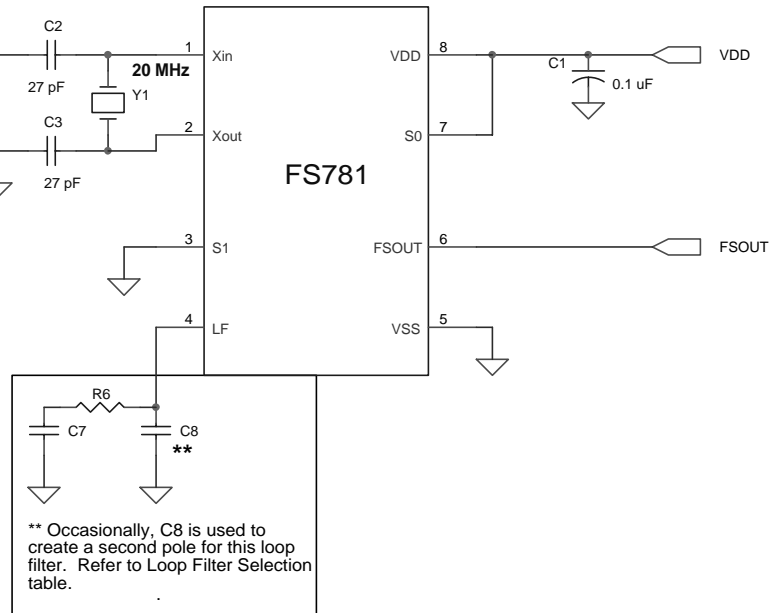 C2
27 pF
1
Xin
20 MHz
Y1
C3
27 pF
2
Xout
FS781
VDD
8
C1
0.1 uF
VDD
S0
7
3
S1
FSOUT
6
FSOUT
4
LF
VSS
5
R6
C7
C8
**
** Occasionally, C8 is used to
create a second pole for this loop
filter. Refer to Loop Filter Selection
table.
.